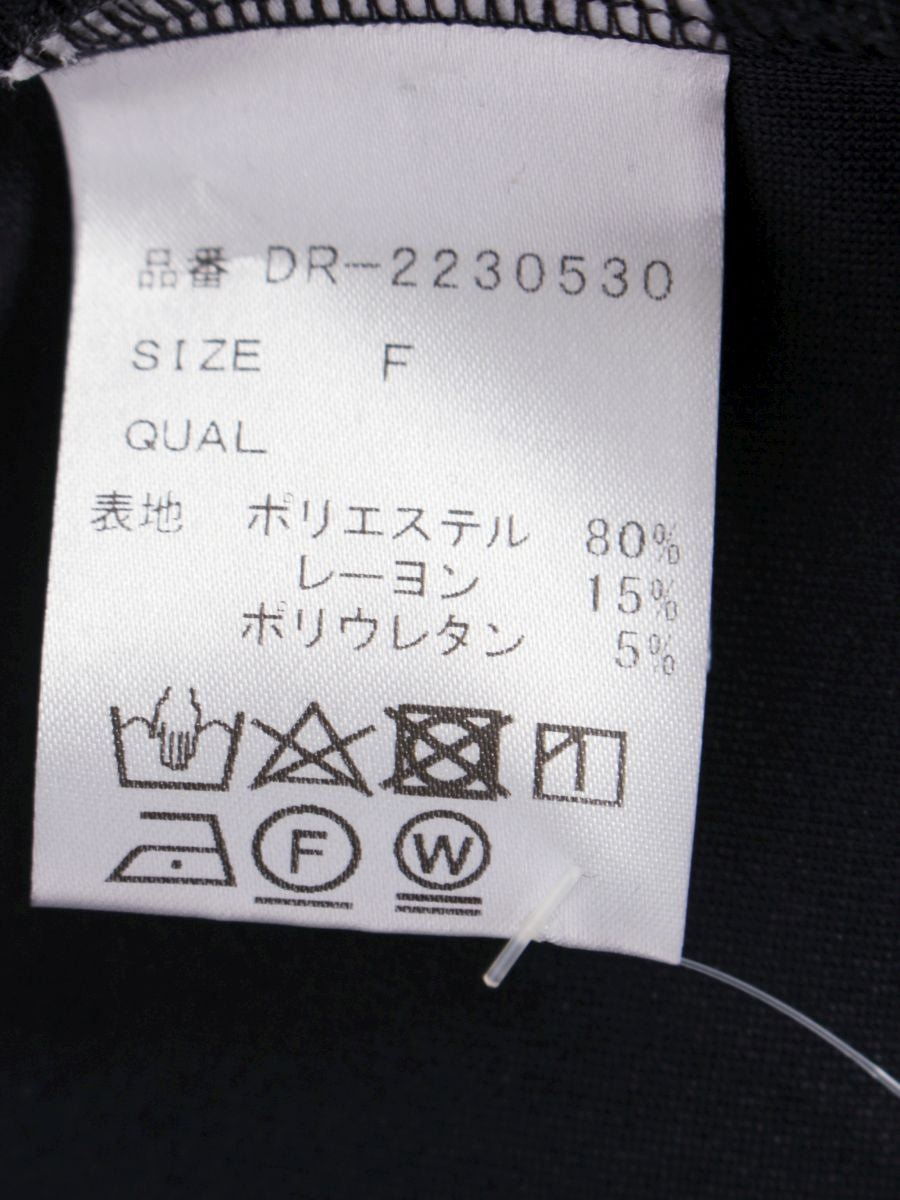 品番 DR-2230530
SIZE F
QUAL
表地 ポリエステル 80%
レーヨン 15%
ポリウレタン 5%
F W